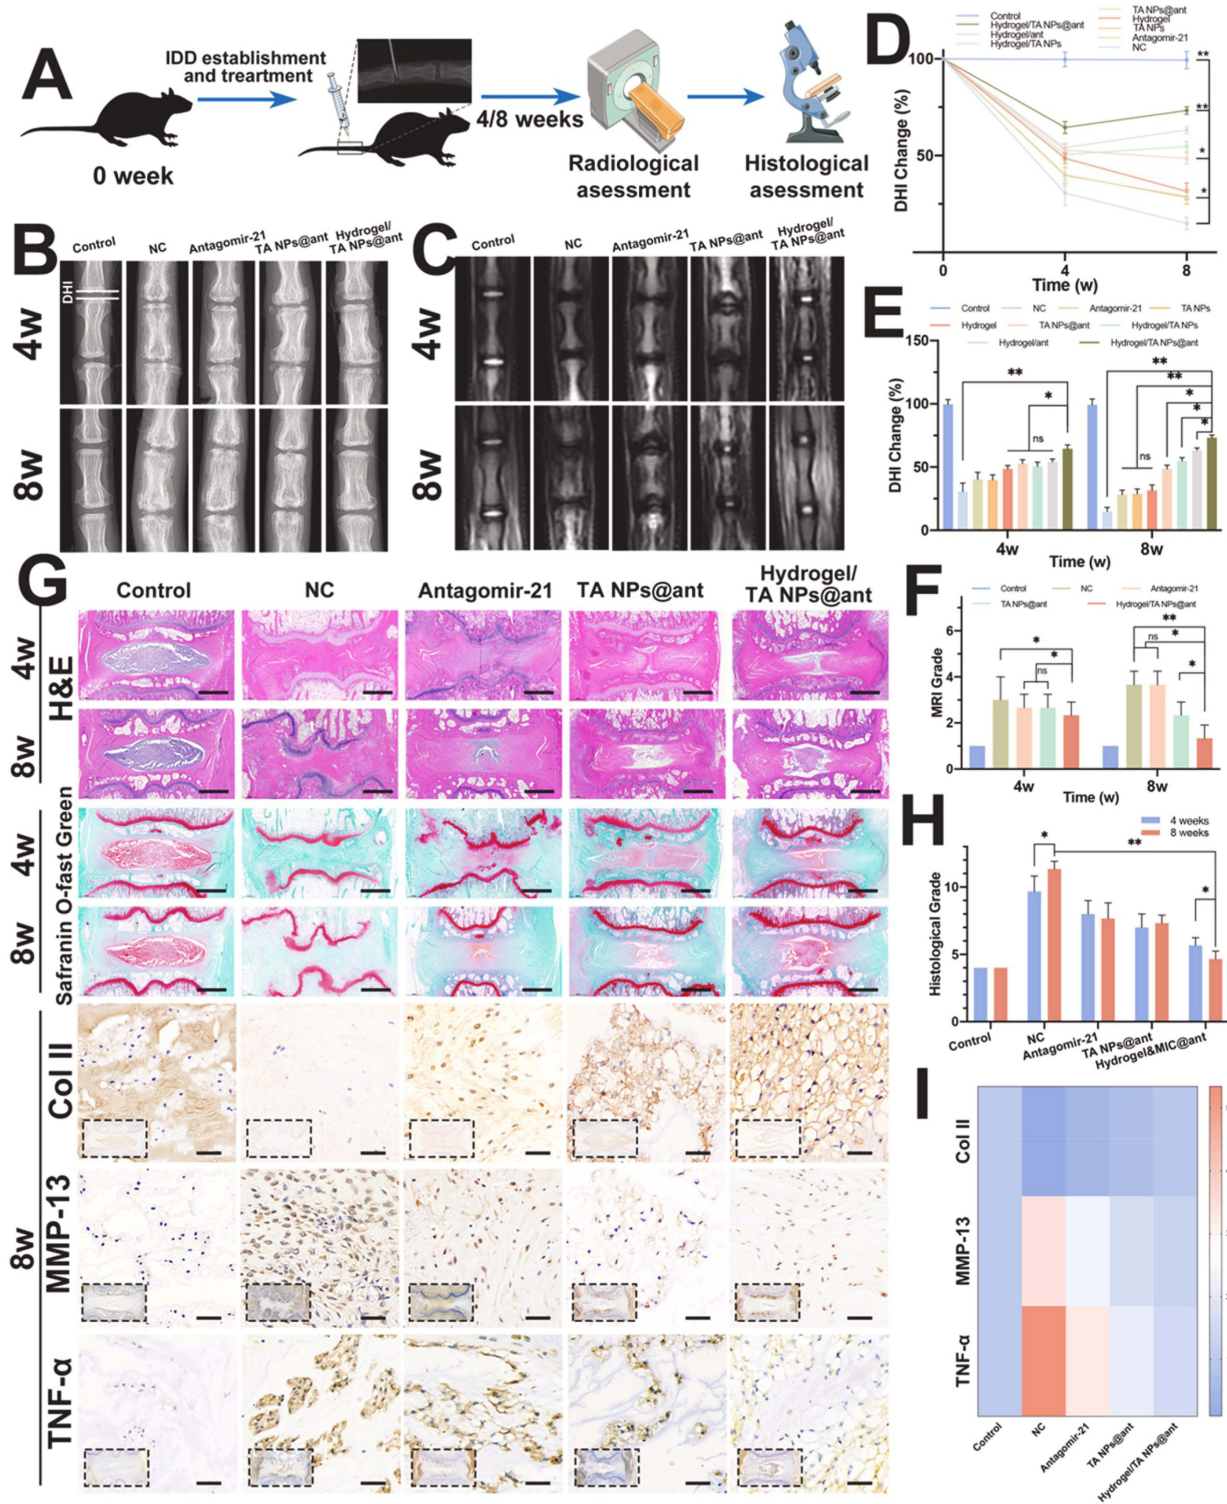 A
IDD establishment
and treartment
0 week
4/8 weeks
Radiological
asessment
Histological
asessment
B
Control
NC
Antagomir-21
TA NPs@ant
Hydrogel/
TA NPs@ant
DHI
4w
8w
C
Control
NC
Antagomir-21
TA NPs@ant
Hydrogel/
TA NPs@ant
4w
8w
D
Control
Hydrogel/TA NPs@ant
Hydrogel/ant
Hydrogel/TA NPs
TA NPs@ant
Hydrogel
TA NPs
Antagomir-21
NC
DHI Change (%)
100
50
0
4
8
Time (w)
**
**
*
*
E
Control
NC
Antagomir-21
TA NPs
Hydrogel
TA NPs@ant
Hydrogel/TA NPs
Hydrogel/ant
Hydrogel/TA NPs@ant
DHI Change (%)
150
100
50
0
**
*
ns
**
**
*
*
*
ns
4w
8w
Time (w)
F
Control
NC
Antagomir-21
TA NPs@ant
Hydrogel/TA NPs@ant
MRI Grade
6
4
2
0
*
*
ns
**
ns
*
*
4w
8w
Time (w)
G
Control
NC
Antagomir-21
TA NPs@ant
Hydrogel/
TA NPs@ant
H&E
4w
8w
Safranin O-fast Green
4w
8w
8w
Col II
MMP-13
TNF-α
H
4 weeks
8 weeks
Histological Grade
10
5
0
*
**
*
Control
NC
Antagomir-21
TA NPs@ant
Hydrogel&MIC@ant
I
Col II
MMP-13
TNF-α
Control
NC
Antagomir-21
TA NPs@ant
Hydrogel/TA NPs@ant